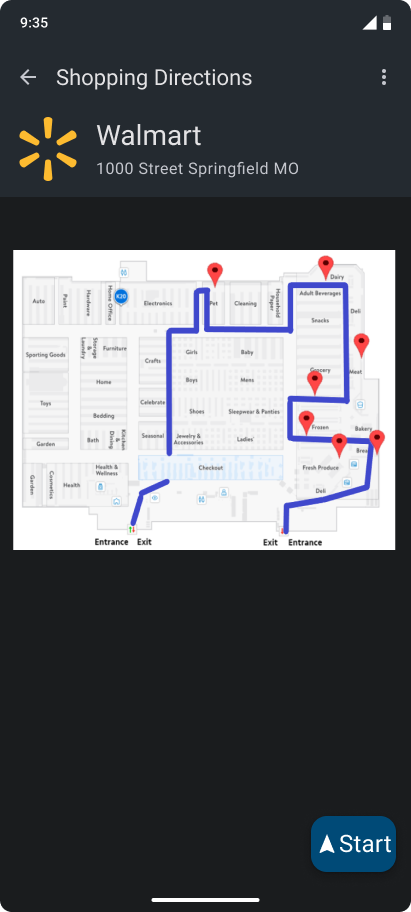 9:35
Shopping Directions
Walmart
1000 Street Springfield MO
Dairy
Auto
Paint
Hardware
Home Office
K20
Electronics
Pet
Cleaning
Household Paper
Adult Beverages
Deli
Snacks
Sporting Goods
Storage & Laundry
Furniture
Crafts
Girls
Baby
Grocery
Meat
Home
Boys
Mens
Toys
Celebrate
Bedding
Shoes
Sleepwear & Panties
Frozen
Bakery
Garden
Bath
Kitchen & Dining
Seasonal
Jewelry & Accessories
Ladies'
Garden
Cosmetics
Health
Health & Wellness
Checkout
Fresh Produce
Deli
Entrance
Exit
Exit
Entrance
Start